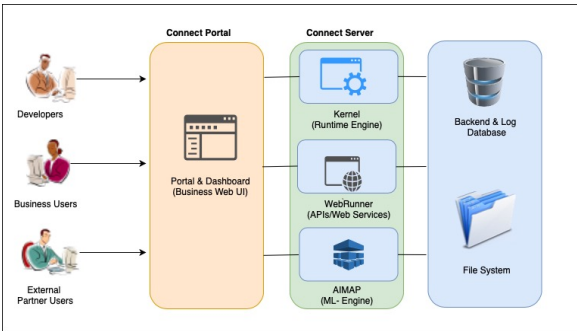 Connect Portal
Connect Server
Developers
Business Users
External
Partner Users
Portal & Dashboard
(Business Web UI)
Kernel
(Runtime Engine)
WebRunner
(APIs/Web Services)
AIMAP
(ML- Engine)
Backend & Log
Database
File System